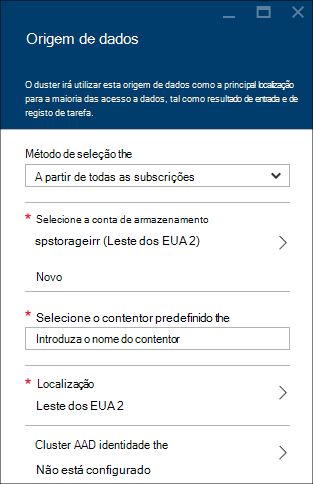 Origem de dados
O duster irá utilizar esta origem de dados como a principal localização
para a maioria das acesso a dados, tal como resultado de entrada e de
registo de tarefa.
Método de seleção the
A partir de todas as subscrições
* Selecione a conta de armazenamento
spstorageirr (Leste dos EUA 2)
Novo
* Selecione o contentor predefinido the
Introduza o nome do contentor
* Localização
Leste dos EUA 2
Cluster AAD identidade the
Não está configurado